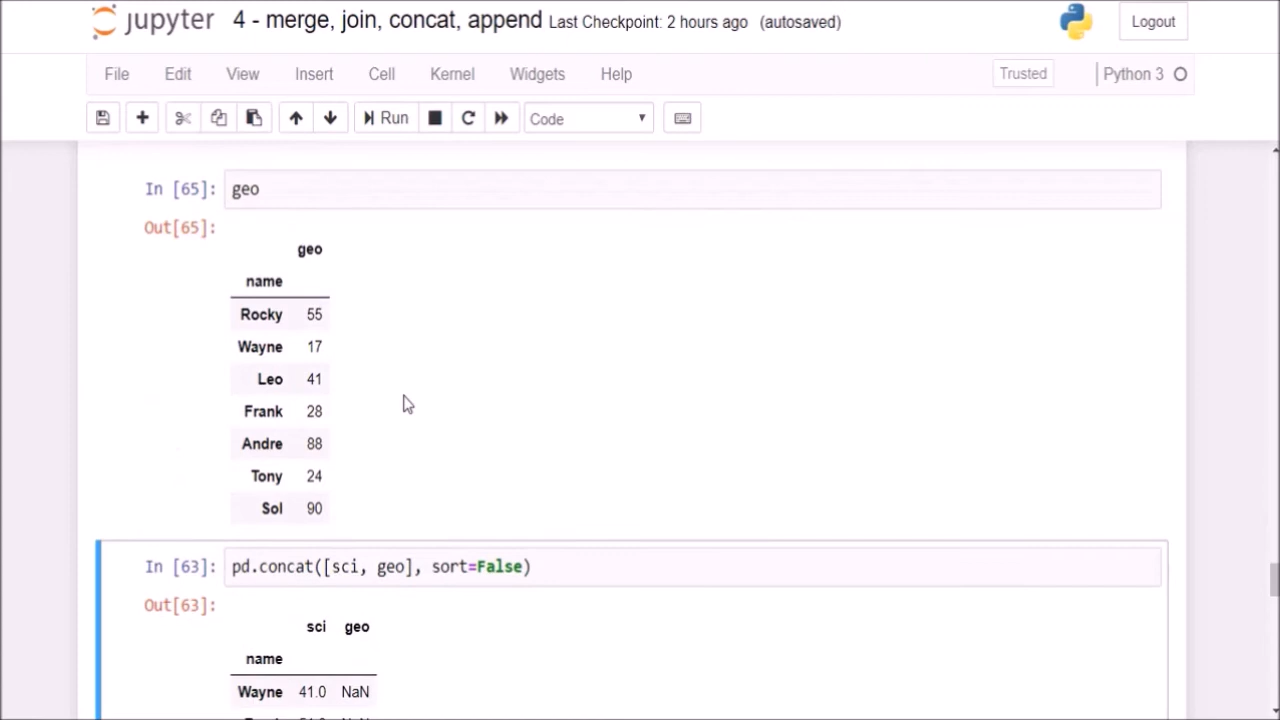 jupyter 4 - merge, join, concat, append Last Checkpoint: 2 hours ago (autosaved) Logout
File Edit View Insert Cell Kernel Widgets Help Trusted Python 3
Run Code
In [65]: geo
Out[65]:
geo
name
Rocky 55
Wayne 17
Leo 41
Frank 28
Andre 88
Tony 24
Sol 90
In [63]: pd.concat([sci, geo], sort=False)
Out[63]:
sci geo
name
Wayne 41.0 NaN